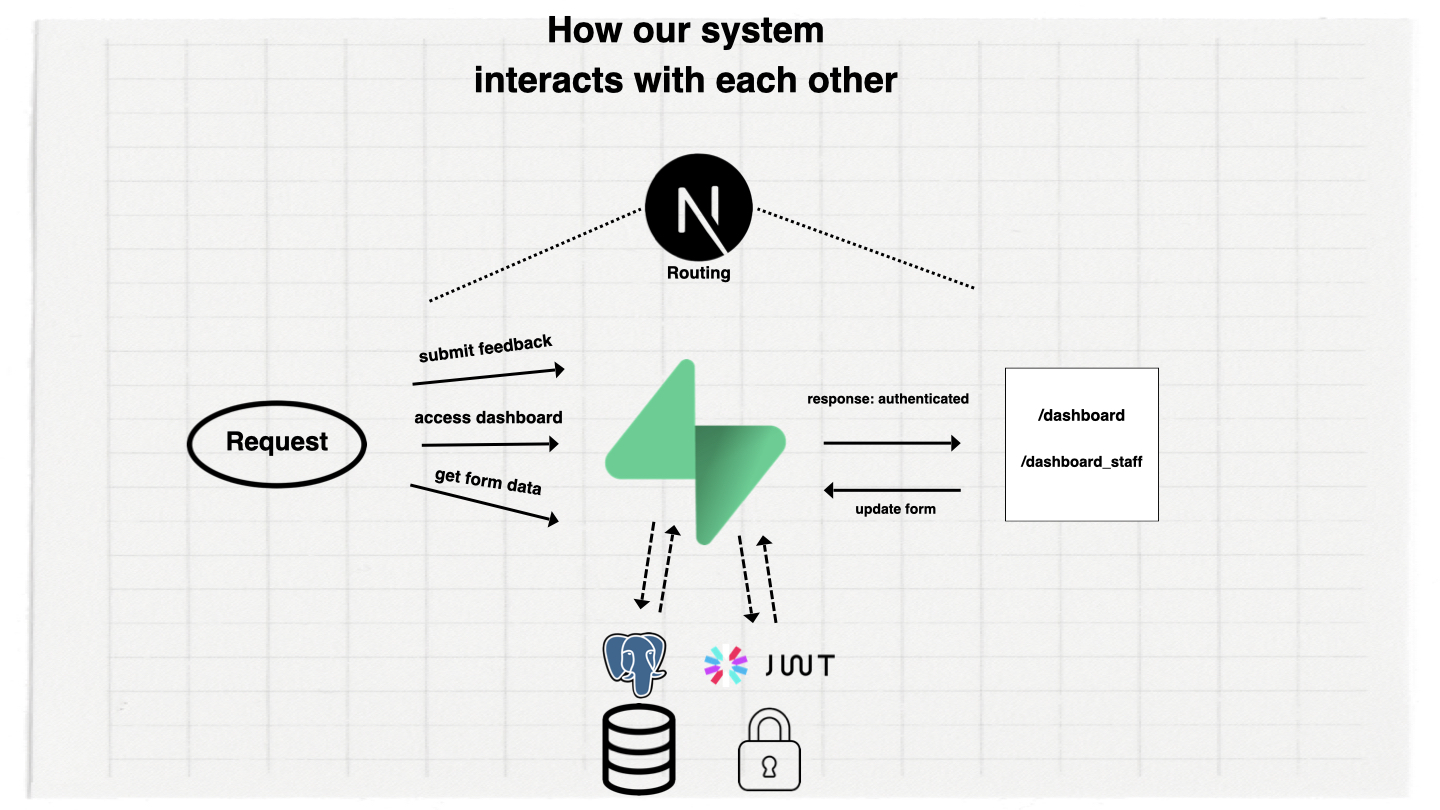 How our system
interacts with each other
Routing
submit feedback
access dashboard
get form data
Request
response: authenticated
update form
/dashboard
/dashboard_staff
JWT